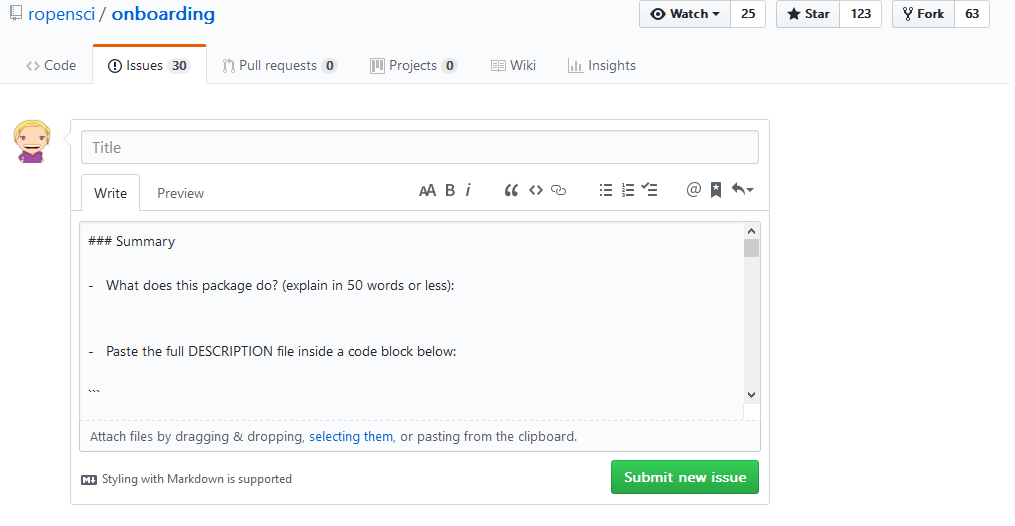 ropensci / onboarding
Watch 25 Star 123 Fork 63
Code Issues 30 Pull requests 0 Projects 0 Wiki Insights
Title
Write Preview AA B i “ <> @
### Summary
- What does this package do? (explain in 50 words or less):
- Paste the full DESCRIPTION file inside a code block below:
```
Attach files by dragging & dropping, selecting them, or pasting from the clipboard.
Styling with Markdown is supported
Submit new issue